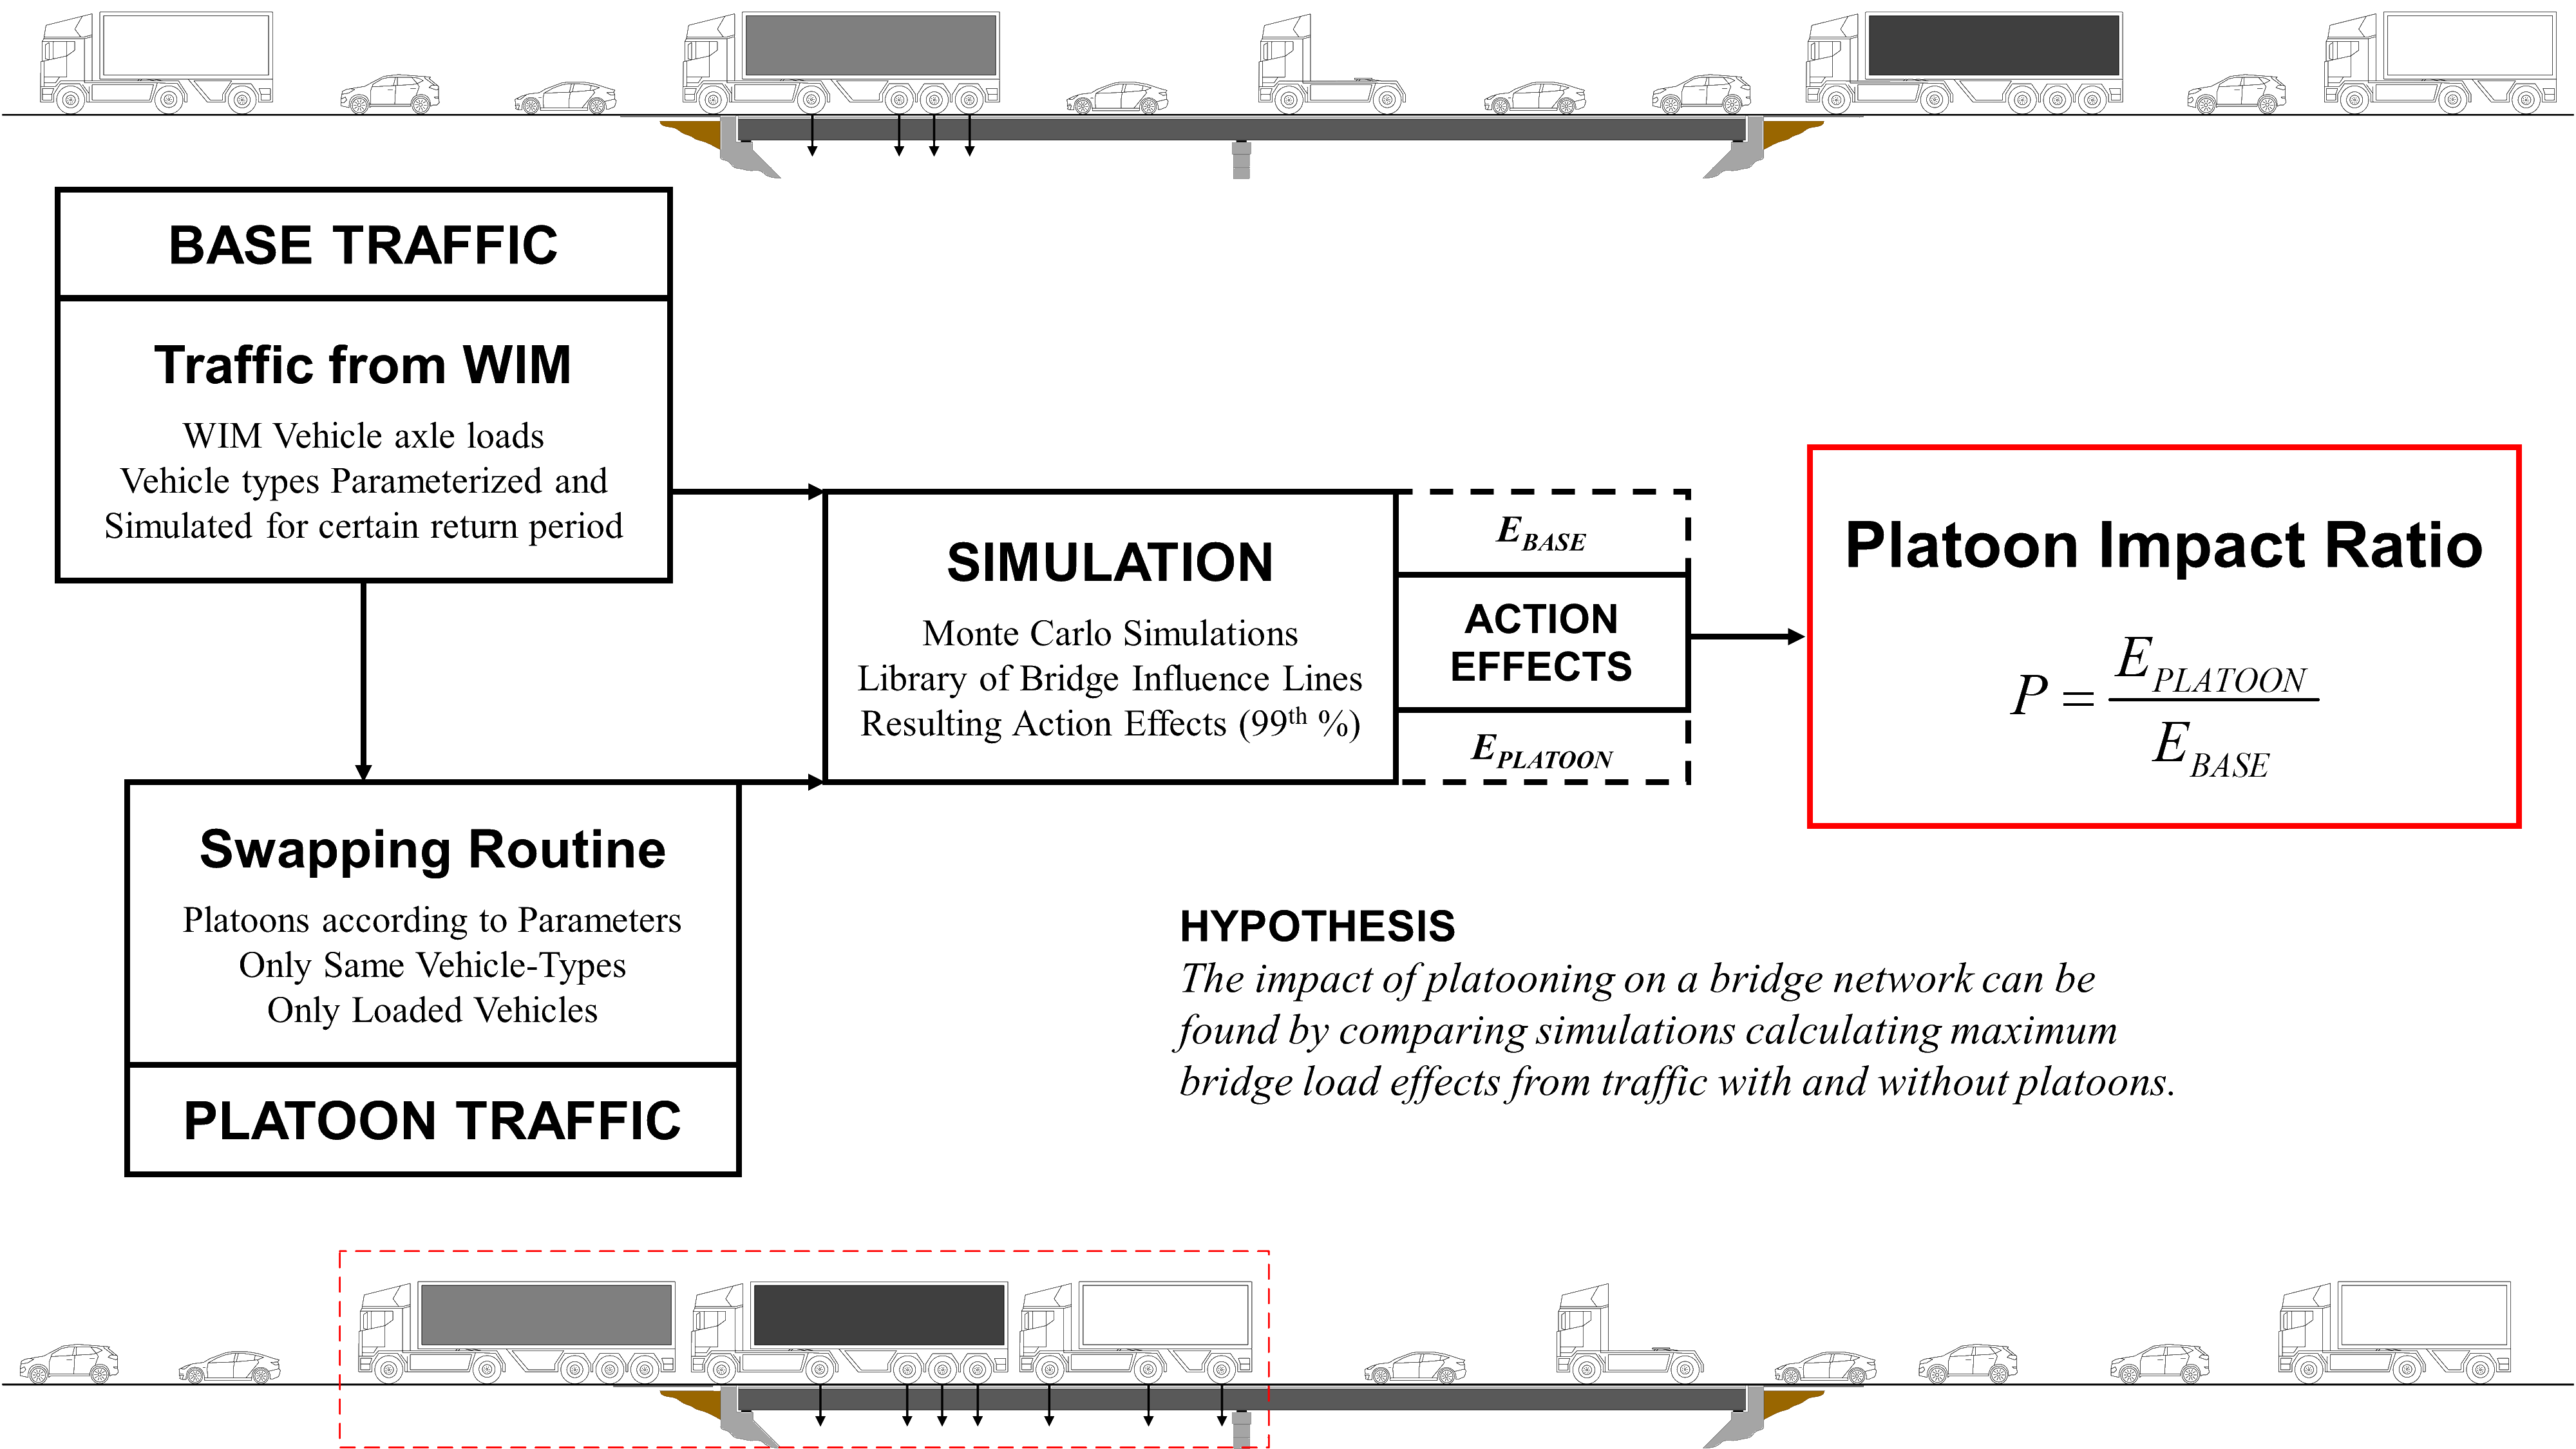 BASE TRAFFIC
Traffic from WIM
WIM Vehicle axle loads
Vehicle types Parameterized and
Simulated for certain return period
SIMULATION
Monte Carlo Simulations
Library of Bridge Influence Lines
Resulting Action Effects (99th %)
E_BASE
ACTION
EFFECTS
E_PLATOON
Platoon Impact Ratio
P = E_PLATOON / E_BASE
Swapping Routine
Platoons according to Parameters
Only Same Vehicle-Types
Only Loaded Vehicles
PLATOON TRAFFIC
HYPOTHESIS
The impact of platooning on a bridge network can be
found by comparing simulations calculating maximum
bridge load effects from traffic with and without platoons.